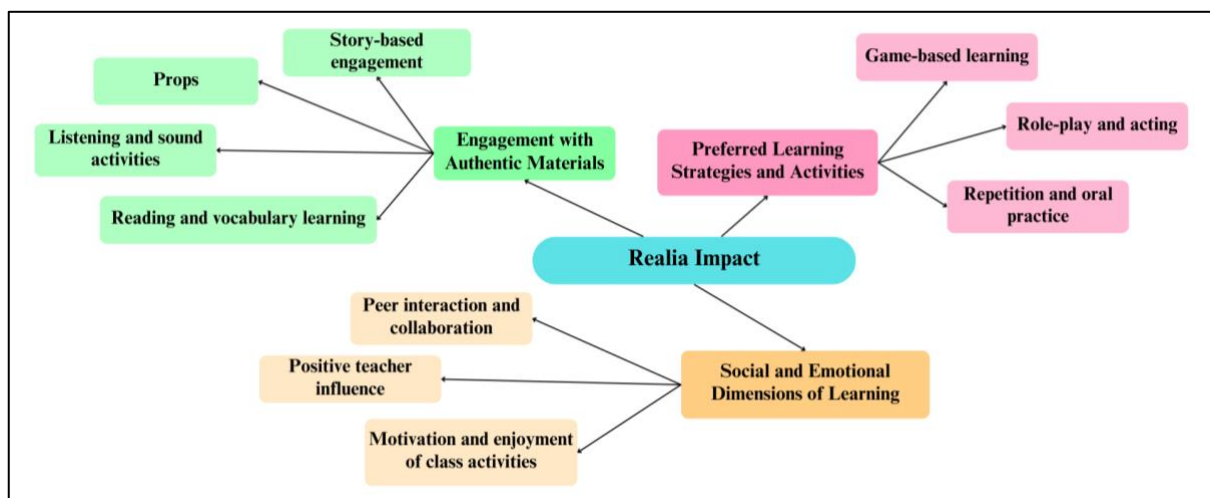 Story-based
engagement
Props
Listening and sound
activities
Reading and vocabulary learning
Engagement with
Authentic Materials
Game-based learning
Role-play and acting
Repetition and oral
practice
Preferred Learning
Strategies and Activities
Realia Impact
Peer interaction and
collaboration
Positive teacher
influence
Motivation and enjoyment
of class activities
Social and Emotional
Dimensions of Learning